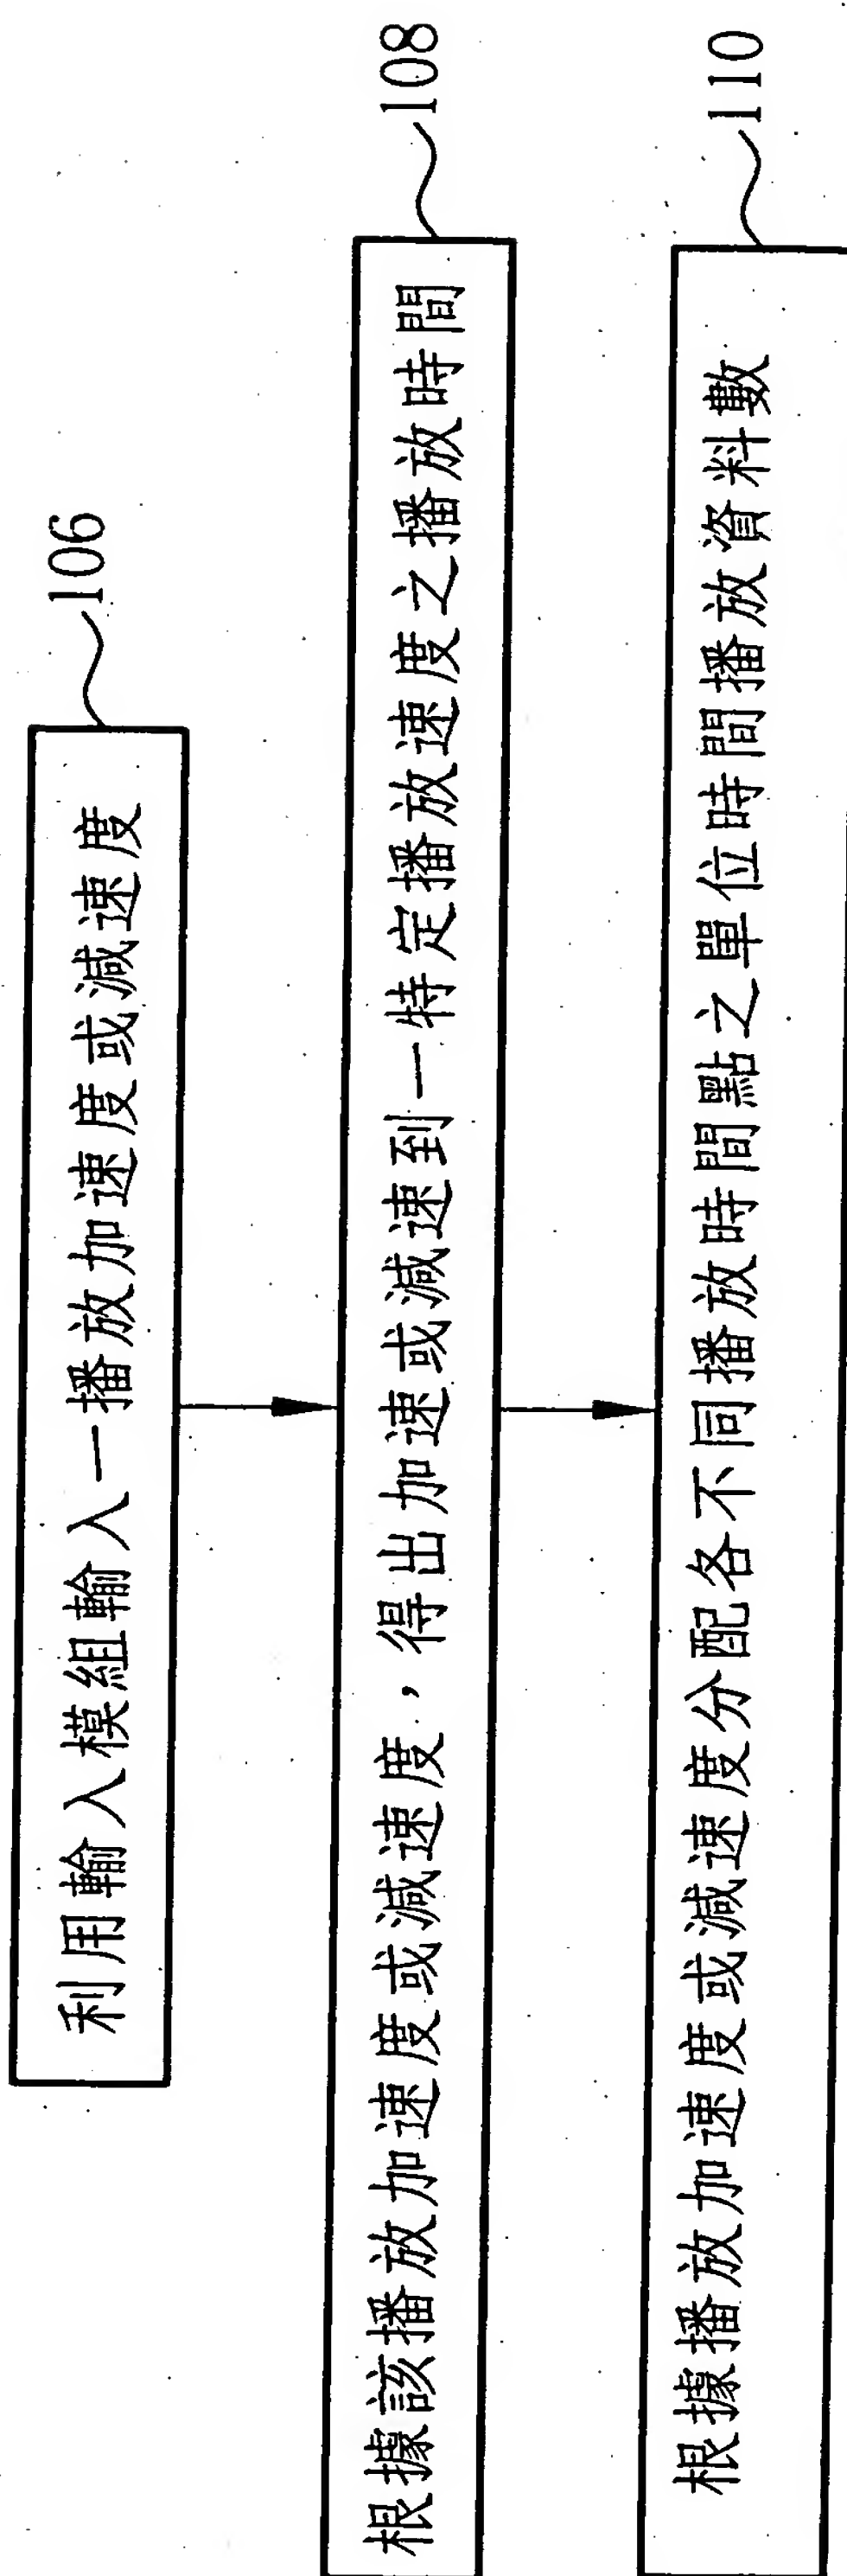 利用輸入模組輸入一播放加速度或減速度
106
根據該播放加速度或減速度，得出加速或減速到一特定播放速度之播放時間
108
根據播放加速度或減速度分配各不同播放時間點之單位時間播放資料數
110